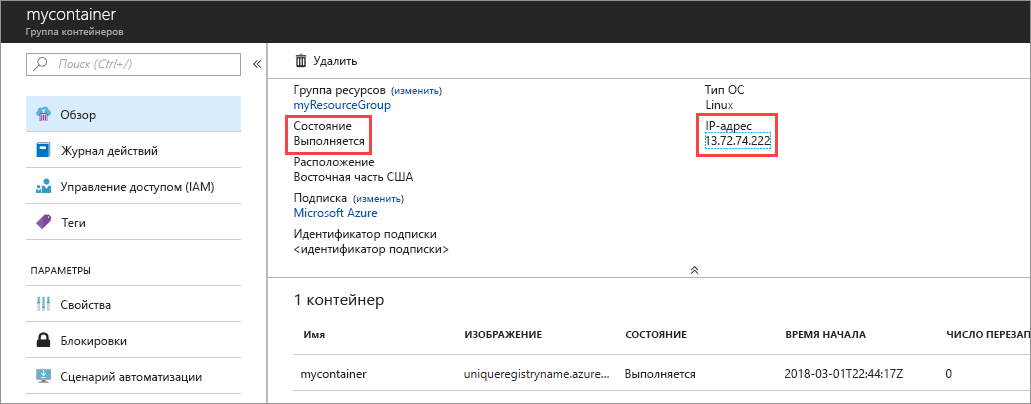 mycontainer
Группа контейнеров
Поиск (Ctrl+/)
Обзор
Журнал действий
Управление доступом (IAM)
Теги
ПАРАМЕТРЫ
Свойства
Блокировки
Сценарий автоматизации
Удалить
Группа ресурсов (изменить)
myResourceGroup
Состояние
Выполняется
Расположение
Восточная часть США
Подписка (изменить)
Microsoft Azure
Идентификатор подписки
<идентификатор подписки>
Тип ОС
Linux
IP-адрес
13.72.74.222
1 контейнер
Имя ИЗОБРАЖЕНИЕ СОСТОЯНИЕ ВРЕМЯ НАЧАЛА ЧИСЛО ПЕРЕЗАП
mycontainer uniqueregistryname.azure... Выполняется 2018-03-01T22:44:17Z 0